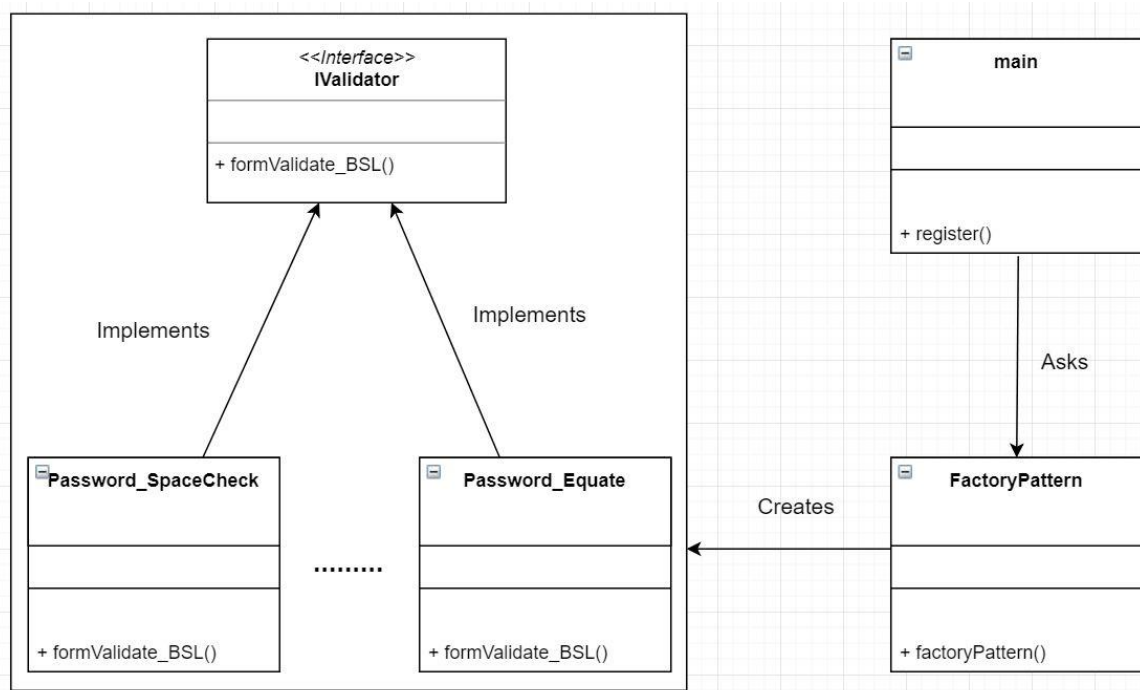 <<Interface>>
IValidator
+ formValidate_BSL()
main
+ register()
Implements
Implements
Asks
Password_SpaceCheck
+ formValidate_BSL()
.........
Password_Equate
+ formValidate_BSL()
Creates
FactoryPattern
+ factoryPattern()